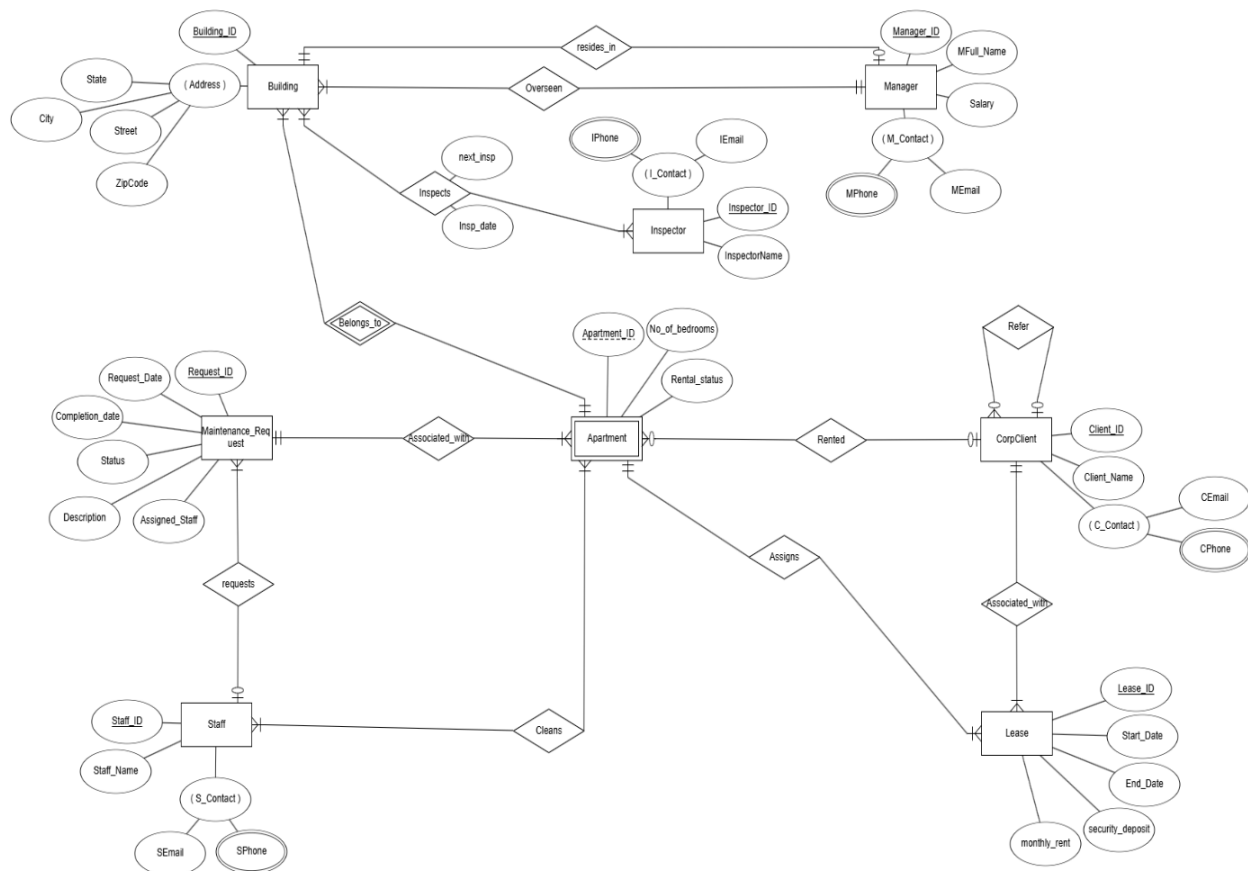 Building_ID
resides_in
Manager_ID
MFull_Name
State
( Address )
Building
Overseen
Manager
Salary
City
Street
ZipCode
IPhone
IEmail
( M_Contact )
next_insp
( I_Contact )
MPhone
MEmail
Inspects
Insp_date
Inspector_ID
Inspector
InspectorName
Belongs_to
Apartment_ID
No_of_bedrooms
Refer
Request_Date
Request_ID
Rental_status
Completion_date
Maintenance_Req
uest
Associated_with
Apartment
Rented
CorpClient
Client_ID
Status
Client_Name
Description
Assigned_Staff
CEmail
( C_Contact )
CPhone
Assigns
requests
Associated_with
Staff_ID
Staff
Cleans
Lease_ID
Lease
Start_Date
Staff_Name
End_Date
( S_Contact )
SEmail
SPhone
monthly_rent
security_deposit